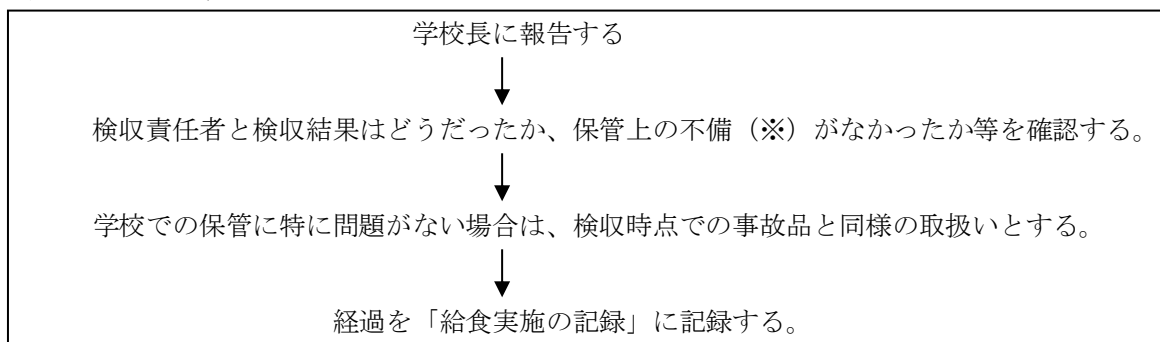 学校長に報告する
検収責任者と検収結果はどうだったか、保管上の不備（※）がなかったか等を確認する。
学校での保管に特に問題がない場合は、検収時点での事故品と同様の取扱いとする。
経過を「給食実施の記録」に記録する。